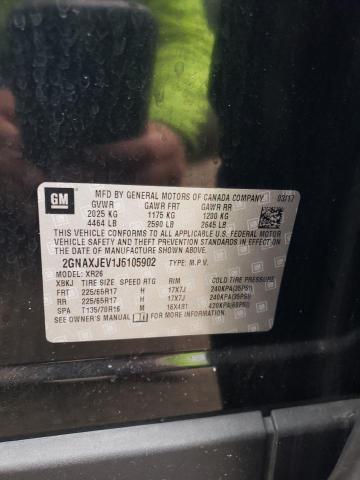 GM
MFD BY GENERAL MOTORS OF CANADA COMPANY 03/17
GVWR GAWR FRT GAWR RR
2025 KG 1175 KG 1200 KG
4464 LB 2590 LB 2645 LB
THIS VEHICLE CONFORMS TO ALL APPLICABLE U.S. FEDERAL MOTOR
VEHICLE SAFETY, BUMPER, AND THEFT PREVENTION STANDARDS IN
EFFECT ON THE DATE OF MANUFACTURE SHOWN ABOVE.
2GNAXJEV1J6105902 TYPE: M.P.V.
MODEL: XR26
XBKJ TIRE SIZE SPEED RTG RIM COLD TIRE PRESSURE
FRT 225/65R17 H 17X7J 240KPA(35PSI)
RR 225/65R17 H 17X7J 240KPA(35PSI)
SPA T135/70R16 M 16X4B1 420KPA(60PSI)
SEE OWNER'S MANUAL FOR MORE INFORMATION.